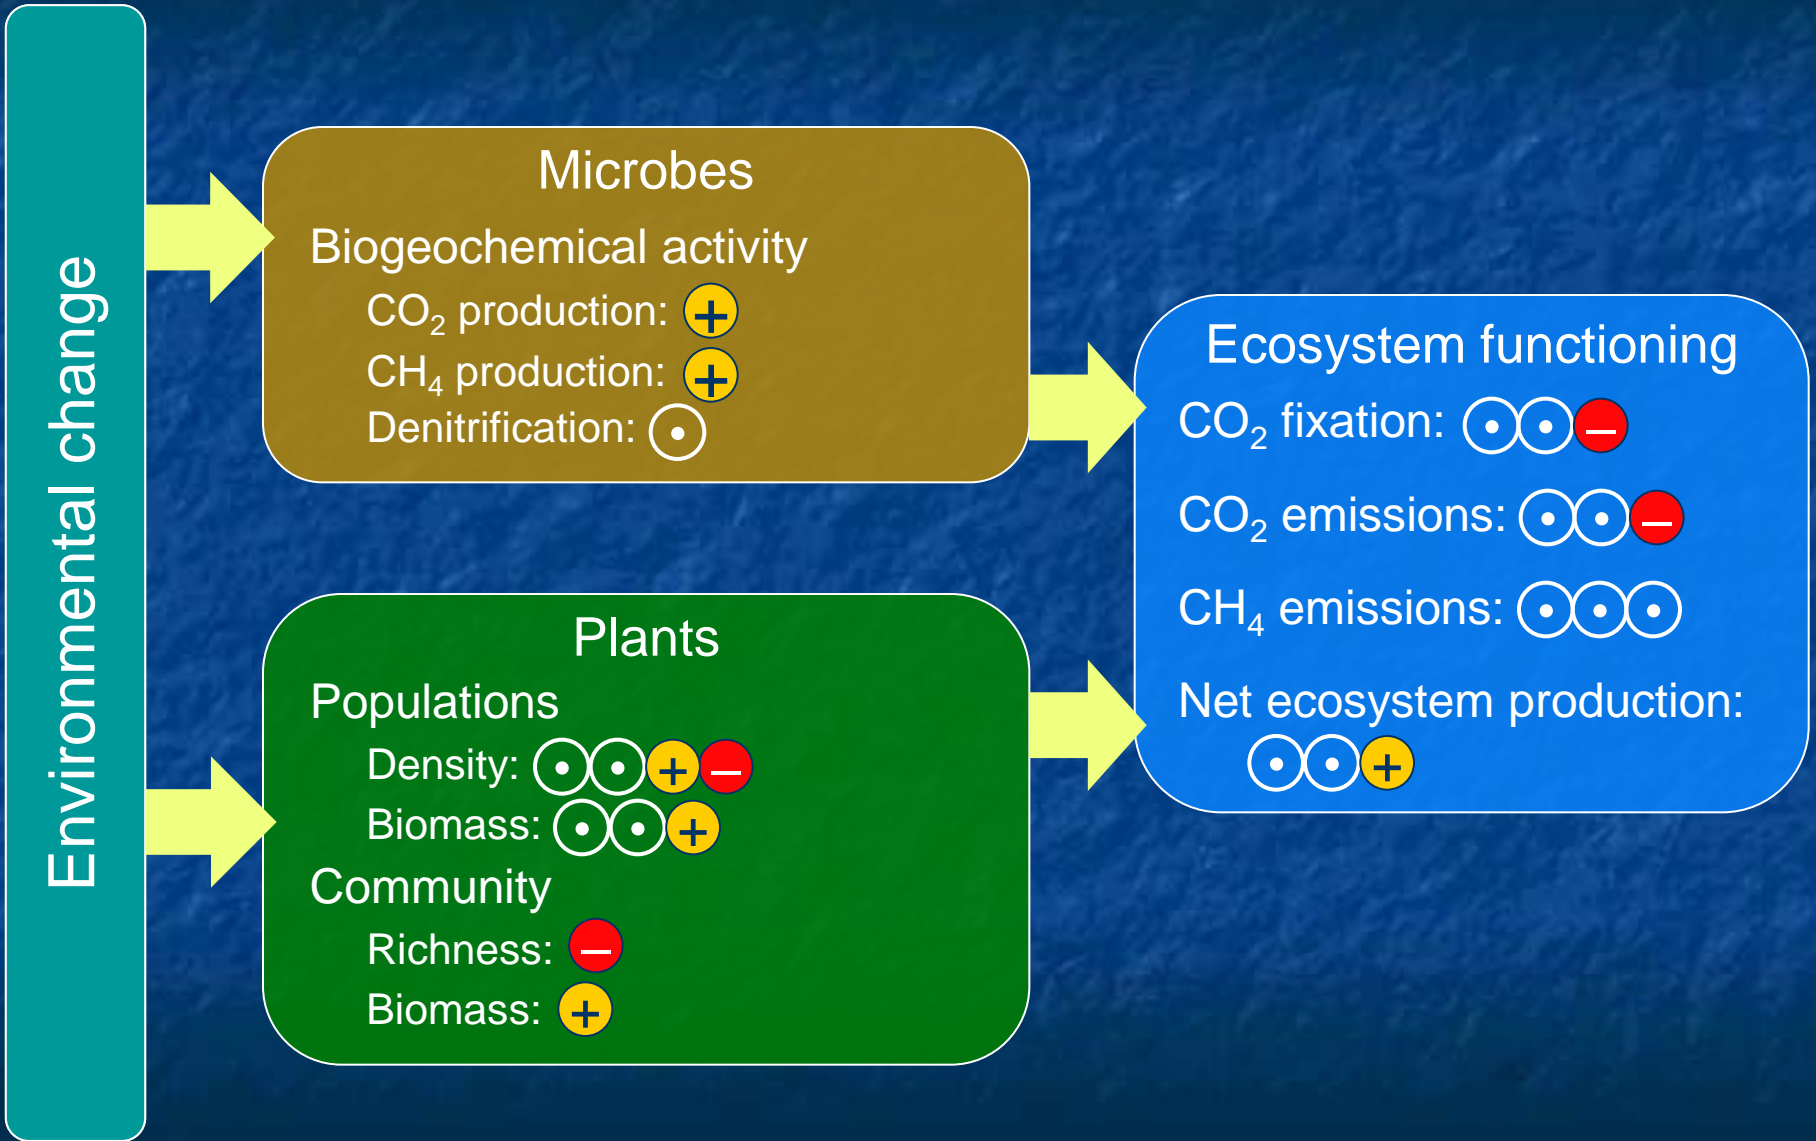 Environmental change
Microbes
Biogeochemical activity
CO₂ production: +
CH₄ production: +
Denitrification: ⊙
Plants
Populations
Density: ⊙⊙+–
Biomass: ⊙⊙+
Community
Richness: –
Biomass: +
Ecosystem functioning
CO₂ fixation: ⊙⊙–
CO₂ emissions: ⊙⊙–
CH₄ emissions: ⊙⊙⊙
Net ecosystem production:
⊙⊙+